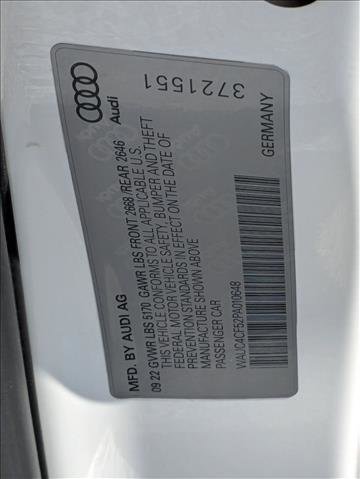 Audi
3721551
MFD. BY AUDI AG
09.22 GVWR LBS 5170 GAWR LBS FRONT 2668 /REAR 2646
THIS VEHICLE CONFORMS TO ALL APPLICABLE U.S.
FEDERAL MOTOR VEHICLE SAFETY, BUMPER AND THEFT
PREVENTION STANDARDS IN EFFECT ON THE DATE OF
MANUFACTURE SHOWN ABOVE
PASSENGER CAR
WAUC4CF52PA010648
GERMANY